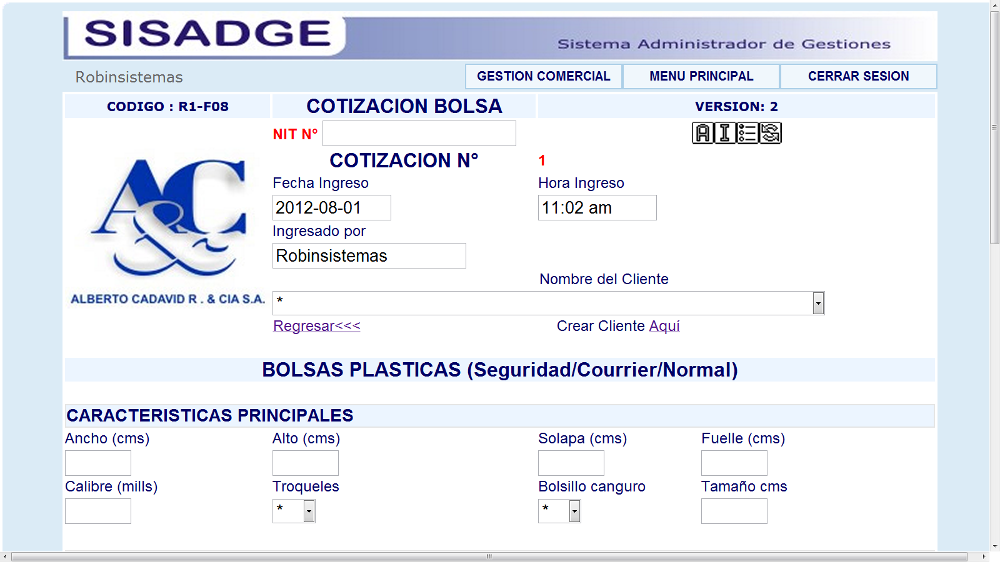 SISADGE
Sistema Administrador de Gestiones
Robinsistemas
GESTION COMERCIAL
MENU PRINCIPAL
CERRAR SESION
CODIGO : R1-F08
COTIZACION BOLSA
VERSION: 2
NIT N°
A I
COTIZACION N°
1
Fecha Ingreso
Hora Ingreso
2012-08-01
11:02 am
Ingresado por
Robinsistemas
Nombre del Cliente
*
A&C
ALBERTO CADAVID R . & CIA S.A.
Regresar<<<
Crear Cliente Aquí
BOLSAS PLASTICAS (Seguridad/Courrier/Normal)
CARACTERISTICAS PRINCIPALES
Ancho (cms)
Alto (cms)
Solapa (cms)
Fuelle (cms)
Calibre (mills)
Troqueles
Bolsillo canguro
Tamaño cms
*
*